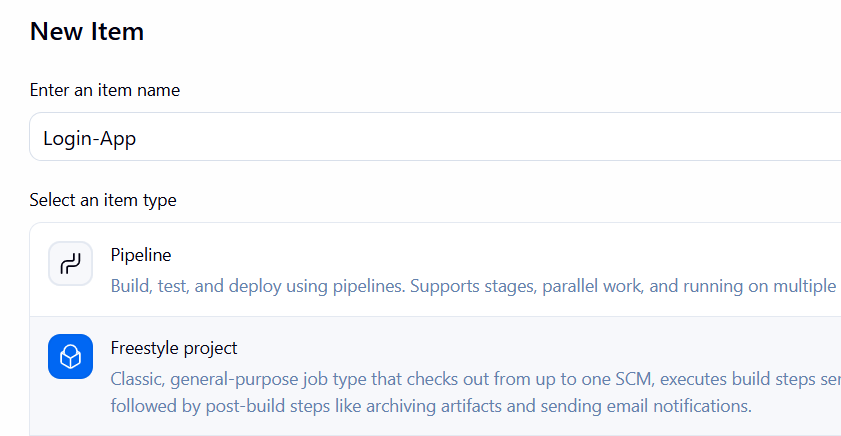 New Item
Enter an item name
Login-App
Select an item type
Pipeline
Build, test, and deploy using pipelines. Supports stages, parallel work, and running on multiple
Freestyle project
Classic, general-purpose job type that checks out from up to one SCM, executes build steps
followed by post-build steps like archiving artifacts and sending email notifications.